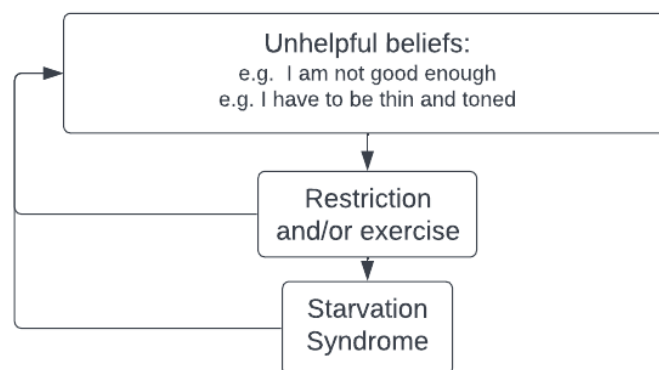 Unhelpful beliefs:
e.g. I am not good enough
e.g. I have to be thin and toned
Restriction
and/or exercise
Starvation
Syndrome